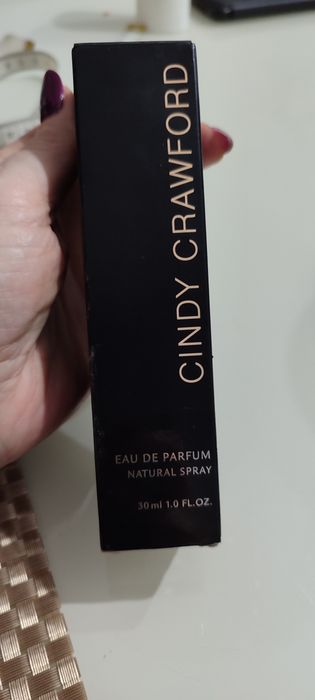 CINDY CRAWFORD
EAU DE PARFUM
NATURAL SPRAY
30ml 1.0 FL.OZ.